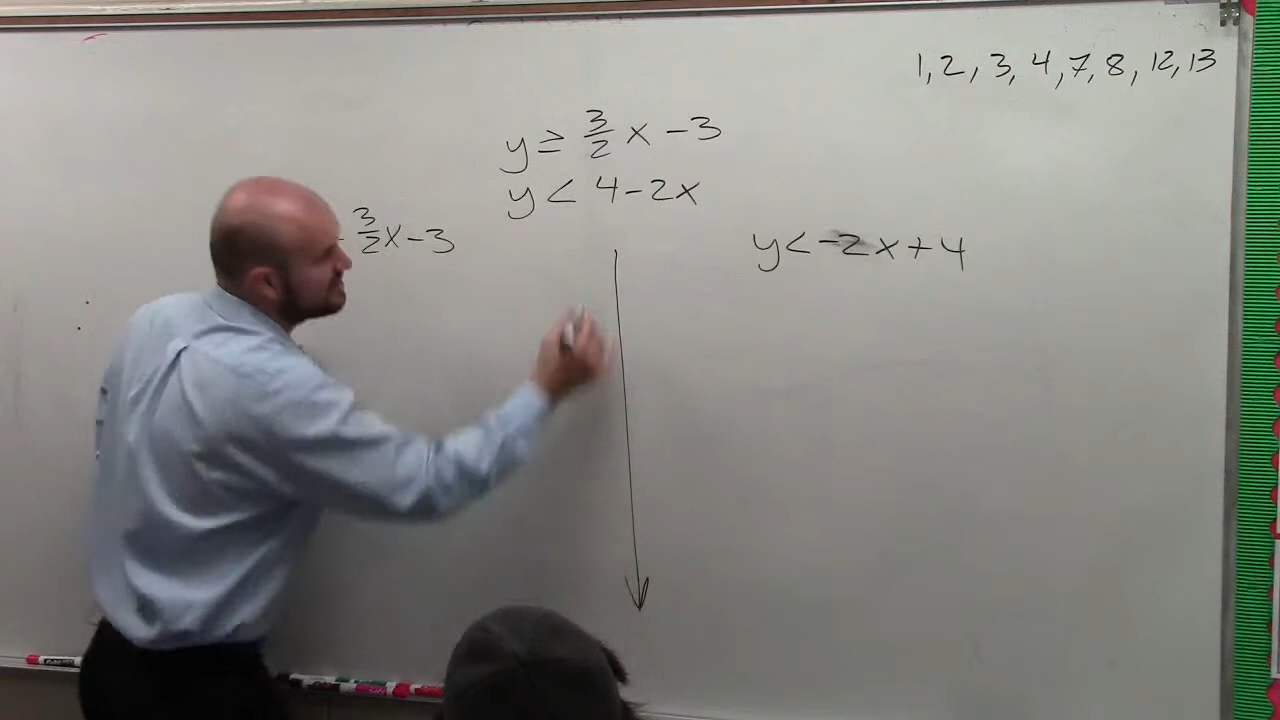 1, 2, 3, 4, 7, 8, 12, 13
y ≥ 3/2 x - 3
y < 4 - 2x
3/2 x - 3
y < -2x + 4